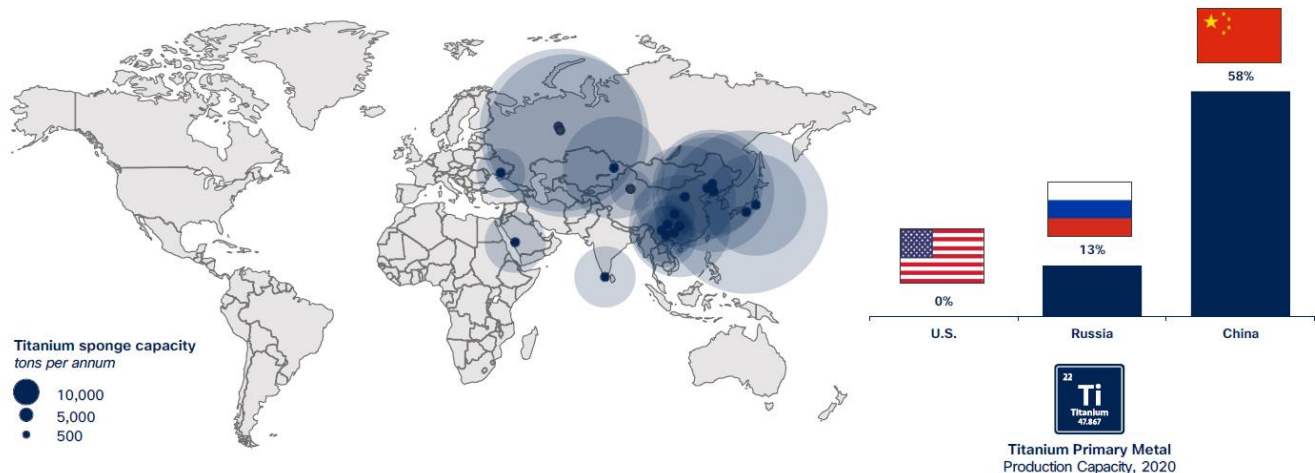 58%
13%
0%
U.S.
Russia
China
Titanium sponge capacity
tons per annum
10,000
5,000
500
22
Ti
Titanium
47.867
Titanium Primary Metal
Production Capacity, 2020